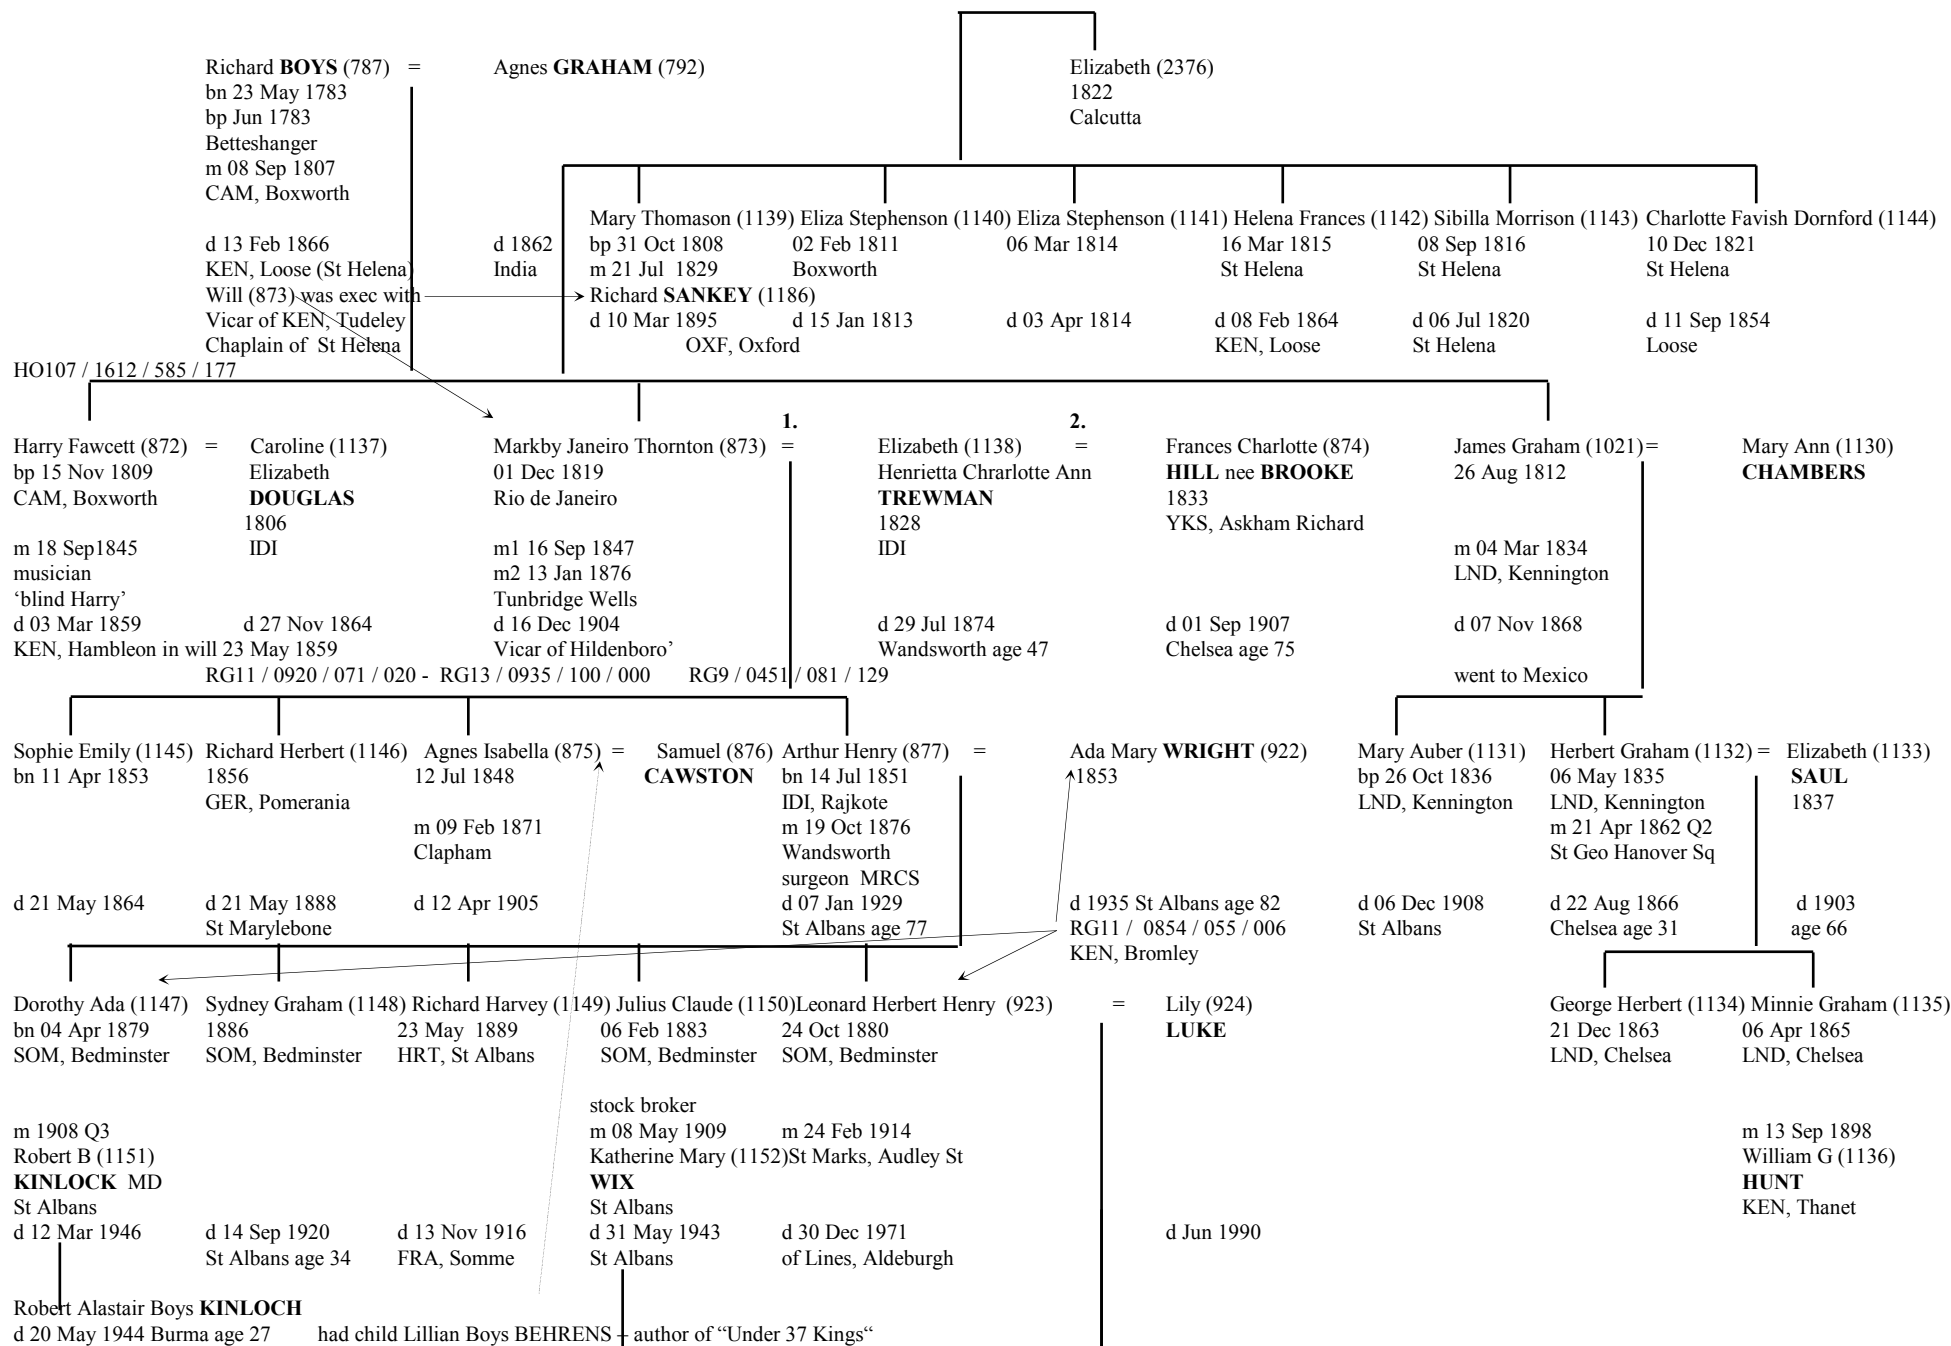 Richard BOYS (787) = Agnes GRAHAM (792) Elizabeth (2376)
bn 23 May 1783 1822
bp Jun 1783 Calcutta
Betteshanger
m 08 Sep 1807
CAM, Boxworth
Mary Thomason (1139) Eliza Stephenson (1140) Eliza Stephenson (1141) Helena Frances (1142) Sibilla Morrison (1143) Charlotte Favish Dornford (1144)
d 13 Feb 1866 d 1862 bp 31 Oct 1808 02 Feb 1811 06 Mar 1814 16 Mar 1815 08 Sep 1816 10 Dec 1821
KEN, Loose (St Helena) India m 21 Jul 1829 Boxworth St Helena St Helena St Helena
Will (873) was exec with Richard SANKEY (1186)
Vicar of KEN, Tudeley d 10 Mar 1895 d 15 Jan 1813 d 03 Apr 1814 d 08 Feb 1864 d 06 Jul 1820 d 11 Sep 1854
Chaplain of St Helena OXF, Oxford KEN, Loose St Helena Loose
HO107 / 1612 / 585 / 177
1. 2.
Harry Fawcett (872) = Caroline (1137) Markby Janeiro Thornton (873) = Elizabeth (1138) = Frances Charlotte (874) James Graham (1021) = Mary Ann (1130)
bp 15 Nov 1809 Elizabeth 01 Dec 1819 Henrietta Chrarlotte Ann HILL nee BROOKE 26 Aug 1812 CHAMBERS
CAM, Boxworth DOUGLAS Rio de Janeiro TREWMAN 1833
1806 1828 YKS, Askham Richard
m 18 Sep1845 IDI m1 16 Sep 1847 IDI m 04 Mar 1834
musician m2 13 Jan 1876 LND, Kennington
‘blind Harry’ Tunbridge Wells
d 03 Mar 1859 d 27 Nov 1864 d 16 Dec 1904 d 29 Jul 1874 d 01 Sep 1907 d 07 Nov 1868
KEN, Hambleon in will 23 May 1859 Vicar of Hildenboro’ Wandsworth age 47 Chelsea age 75
RG11 / 0920 / 071 / 020 - RG13 / 0935 / 100 / 000 RG9 / 0451 / 081 / 129 went to Mexico
Sophie Emily (1145) Richard Herbert (1146) Agnes Isabella (875) = Samuel (876) Arthur Henry (877) = Ada Mary WRIGHT (922) Mary Auber (1131) Herbert Graham (1132) = Elizabeth (1133)
bn 11 Apr 1853 1856 12 Jul 1848 CAWSTON bn 14 Jul 1851 1853 bp 26 Oct 1836 06 May 1835 SAUL
GER, Pomerania IDI, Rajkote LND, Kennington LND, Kennington 1837
m 09 Feb 1871 m 19 Oct 1876 m 21 Apr 1862 Q2
Clapham Wandsworth St Geo Hanover Sq
surgeon MRCS
d 21 May 1864 d 21 May 1888 d 12 Apr 1905 d 07 Jan 1929 d 1935 St Albans age 82 d 06 Dec 1908 d 22 Aug 1866 d 1903
St Marylebone St Albans age 77 RG11 / 0854 / 055 / 006 St Albans Chelsea age 31 age 66
KEN, Bromley
Dorothy Ada (1147) Sydney Graham (1148) Richard Harvey (1149) Julius Claude (1150)Leonard Herbert Henry (923) = Lily (924) George Herbert (1134) Minnie Graham (1135)
bn 04 Apr 1879 1886 23 May 1889 06 Feb 1883 24 Oct 1880 LUKE 21 Dec 1863 06 Apr 1865
SOM, Bedminster SOM, Bedminster HRT, St Albans SOM, Bedminster SOM, Bedminster LND, Chelsea LND, Chelsea
stock broker
m 1908 Q3 m 08 May 1909 m 24 Feb 1914 m 13 Sep 1898
Robert B (1151) Katherine Mary (1152)St Marks, Audley St William G (1136)
KINLOCK MD WIX HUNT
St Albans St Albans KEN, Thanet
d 12 Mar 1946 d 14 Sep 1920 d 13 Nov 1916 d 31 May 1943 d 30 Dec 1971 d Jun 1990
St Albans age 34 FRA, Somme St Albans of Lines, Aldeburgh
Robert Alastair Boys KINLOCH
d 20 May 1944 Burma age 27 had child Lillian Boys BEHRENS – author of “Under 37 Kings“